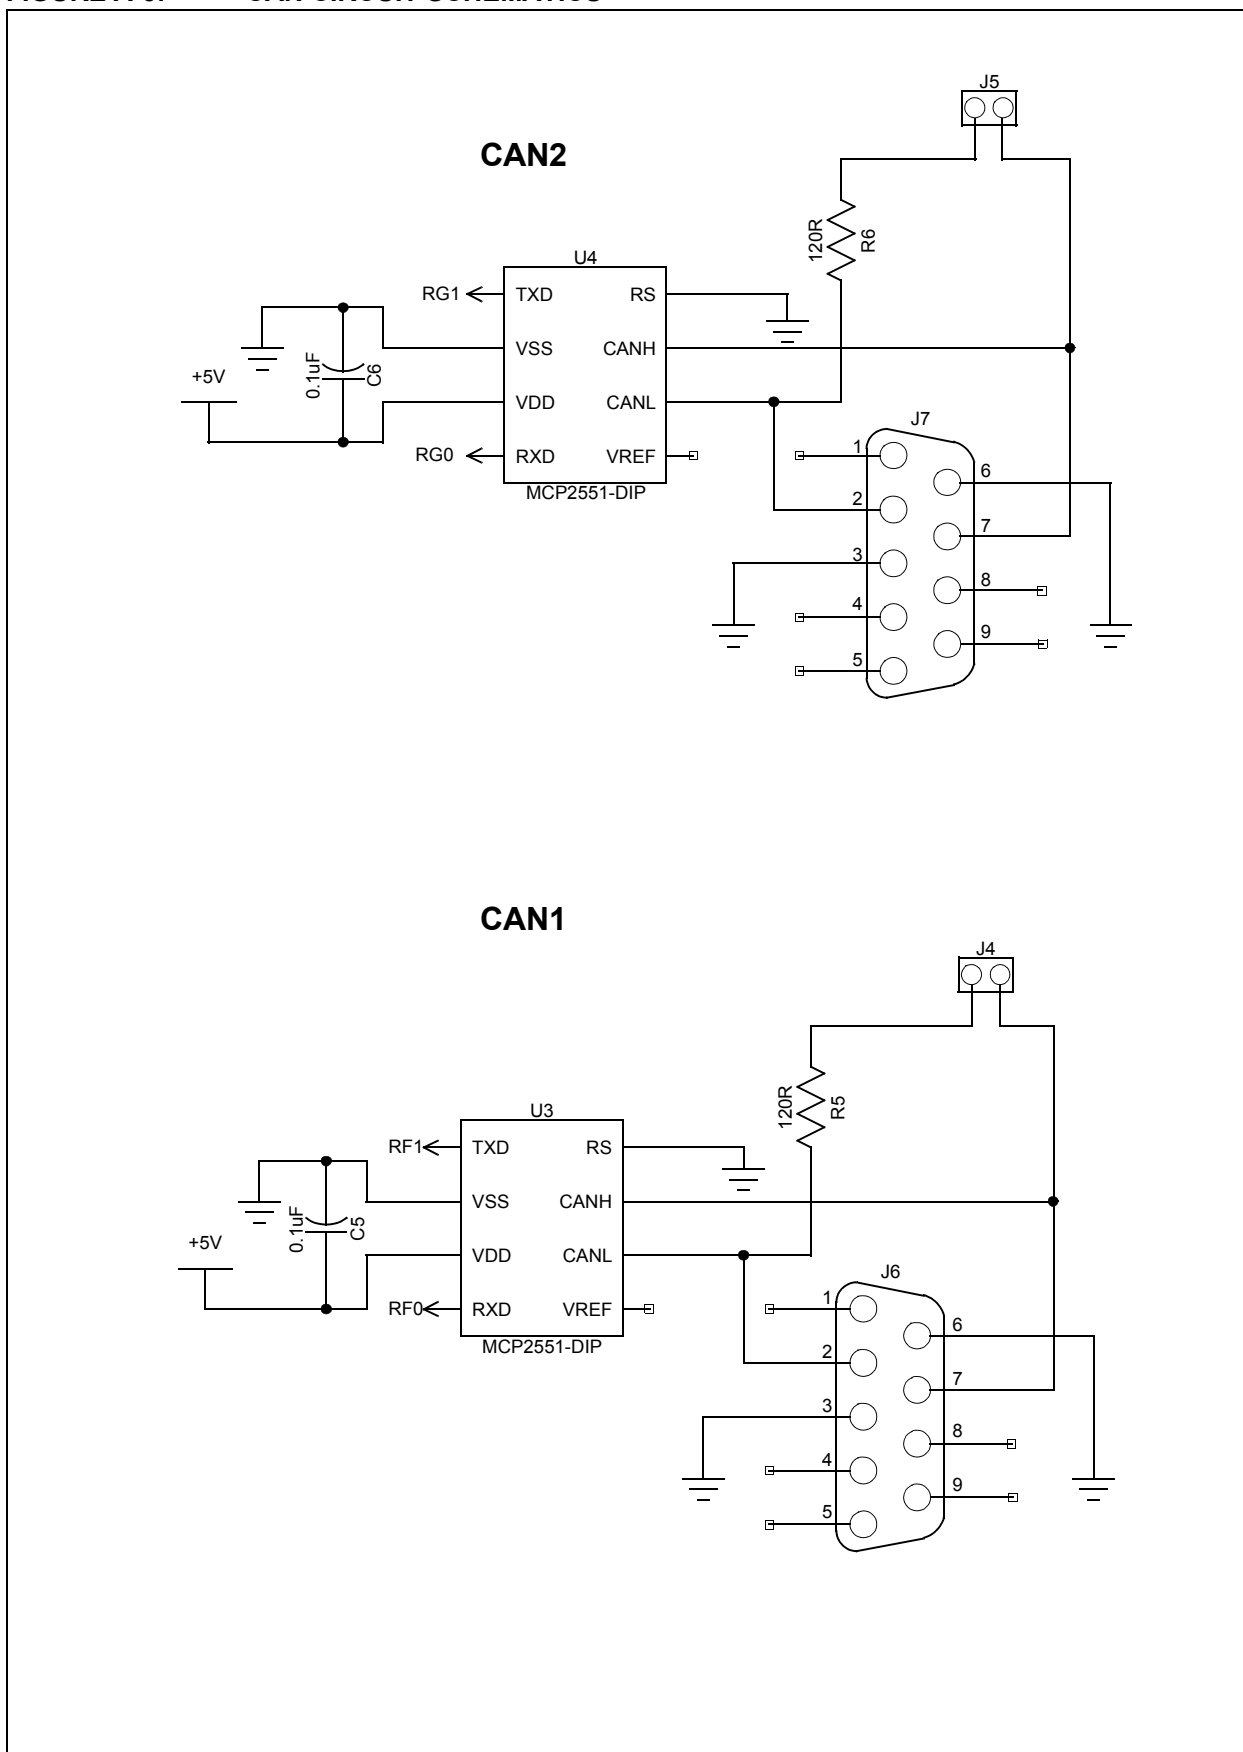 J5
CAN2
120R
R6
U4
RG1
TXD
RS
VSS
CANH
+5V
0.1uF
C6
VDD
CANL
J7
RG0
RXD
VREF
MCP2551-DIP
1
6
2
7
3
8
4
9
5
CAN1
J4
120R
R5
U3
RF1
TXD
RS
VSS
CANH
+5V
0.1uF
C5
VDD
CANL
J6
RF0
RXD
VREF
MCP2551-DIP
1
6
2
7
3
8
4
9
5